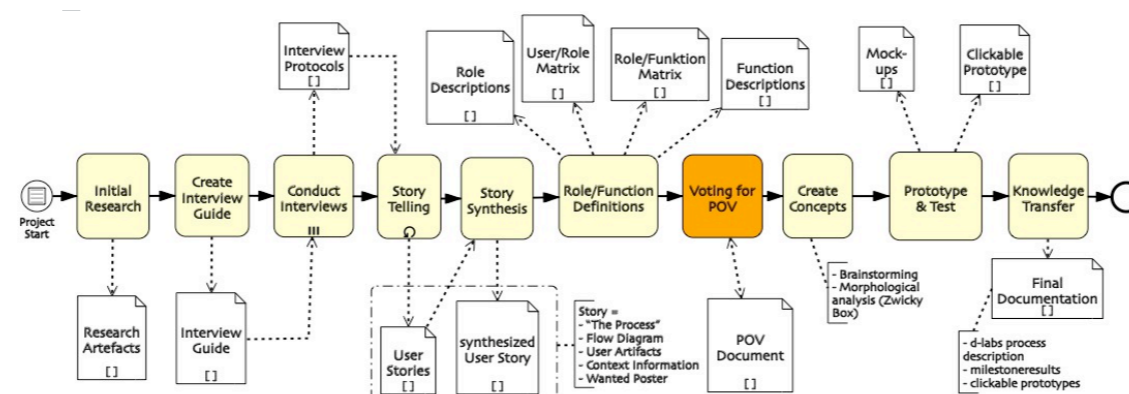 Interview
Protocols
[ ]
Role
Descriptions
[ ]
User/Role
Matrix
[ ]
Role/Funktion
Matrix
[ ]
Function
Descriptions
[ ]
Mock-
ups
[ ]
Clickable
Prototype
[ ]
Project
Start
Initial
Research
Create
Interview
Guide
Conduct
Interviews
Story
Telling
Story
Synthesis
Role/Function
Definitions
Voting for
POV
Create
Concepts
Prototype
& Test
Knowledge
Transfer
Research
Artefacts
[ ]
Interview
Guide
[ ]
User
Stories
[ ]
synthesized
User Story
[ ]
Story =
- "The Process"
- Flow Diagram
- User Artifacts
- Context Information
- Wanted Poster
POV
Document
[ ]
- Brainstorming
- Morphological
analysis (Zwicky
Box)
Final
Documentation
[ ]
- d-labs process
description
- milestoneresults
- clickable prototypes